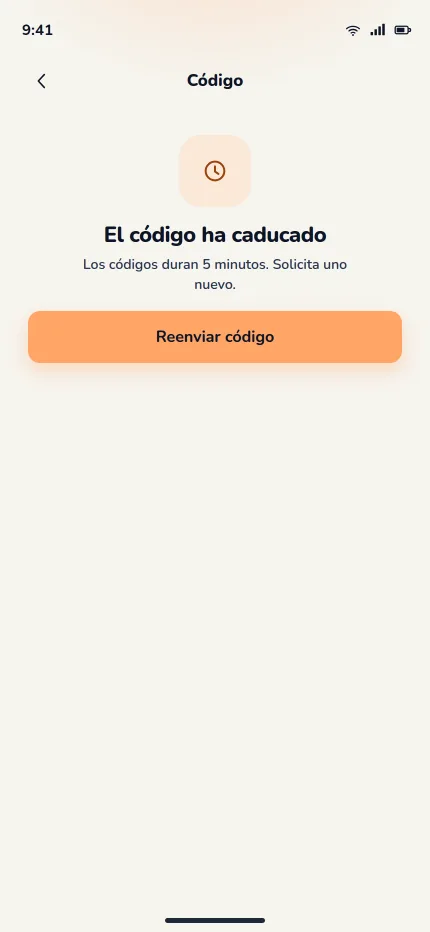 9:41
Código
El código ha caducado
Los códigos duran 5 minutos. Solicita uno
nuevo.
Reenviar código